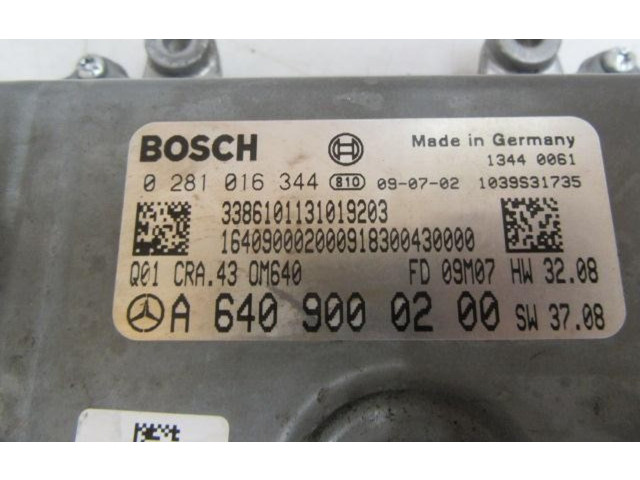 BOSCH Made in Germany
1344 0061
0 281 016 344 810 09-07-02 1039S31735
3386101131019203
164090002000918300430000
Q01 CRA.43 OM640 FD 09M07 HW 32.08
A 640 900 02 00 SW 37.08